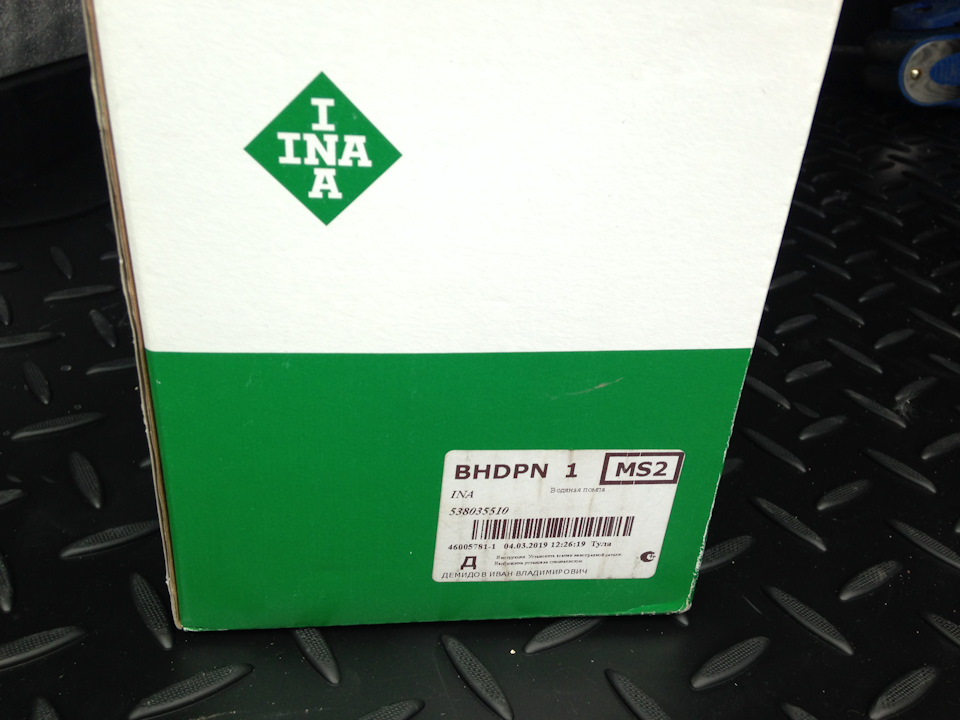 I
INA
A
BHDPN 1 MS2
INA Водяная помпа
538035510
46005781-1 04.03.2019 12:26:19 Тула
Д
ДЕМИДОВ ИВАН ВЛАДИМИРОВИЧ